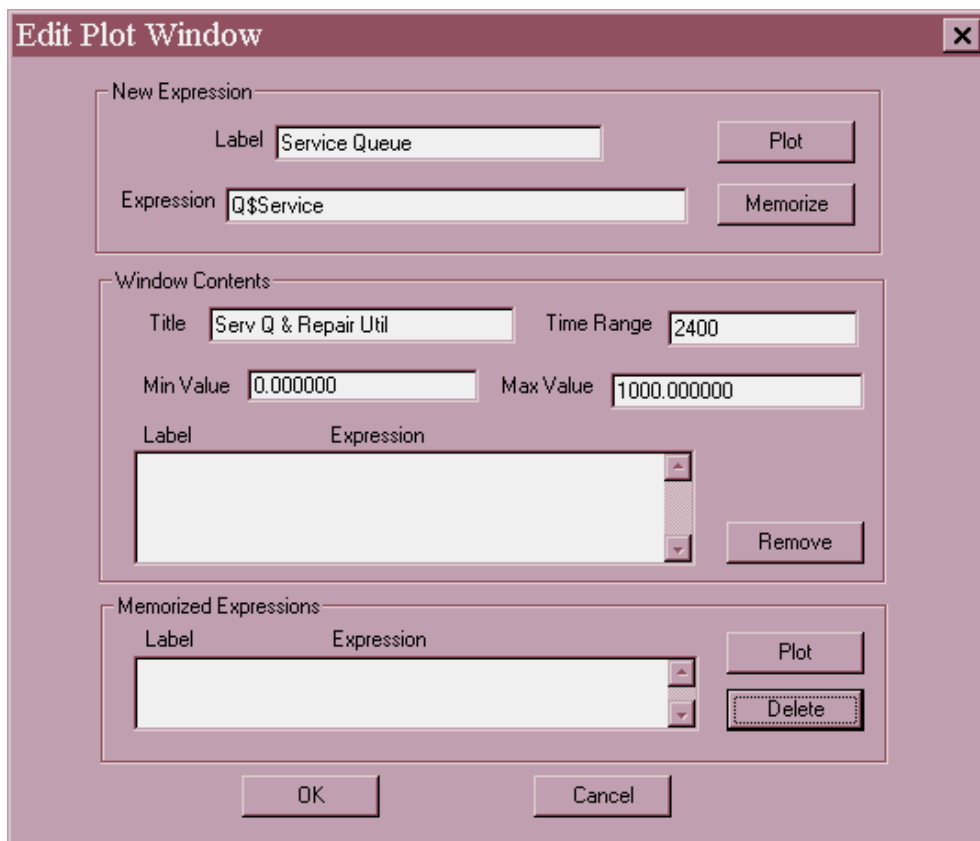 Edit Plot Window
New Expression
Label Service Queue Plot
Expression Q$Service Memorize
Window Contents
Title Serv Q & Repair Util Time Range 2400
Min Value 0.000000 Max Value 1000.000000
Label Expression
Remove
Memorized Expressions
Label Expression
Plot
Delete
OK Cancel